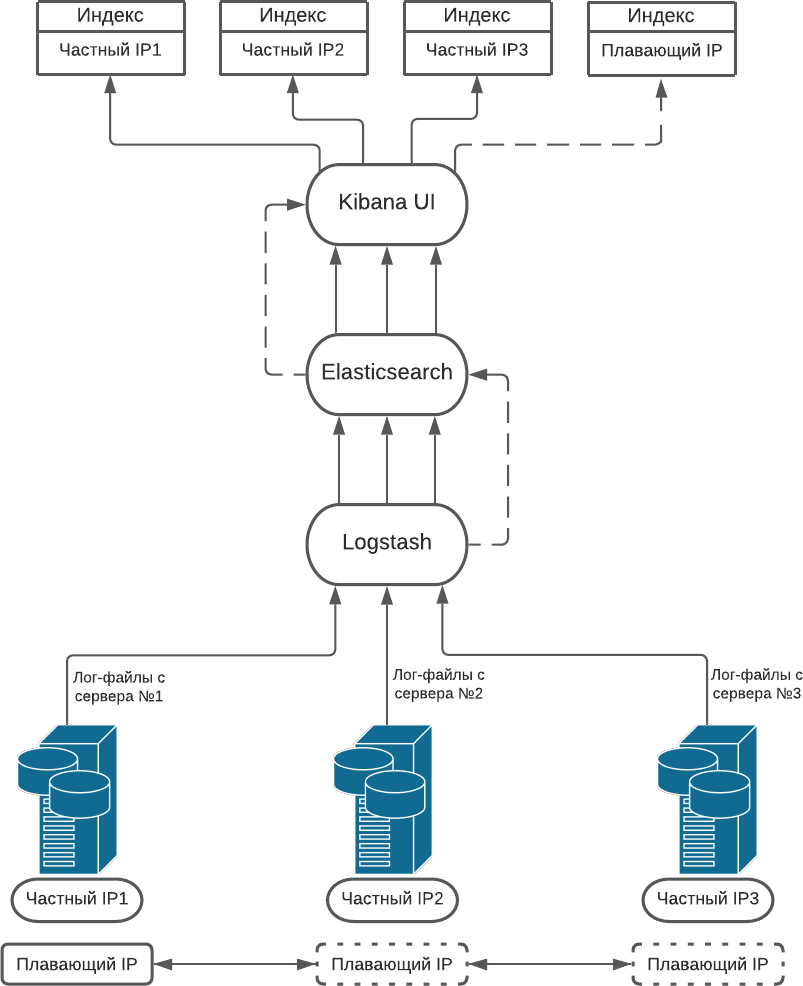 Индекс
Частный IP1
Индекс
Частный IP2
Индекс
Частный IP3
Индекс
Плавающий IP
Kibana UI
Elasticsearch
Logstash
Лог-файлы с
сервера №1
Лог-файлы с
сервера №2
Лог-файлы с
сервера №3
Частный IP1
Частный IP2
Частный IP3
Плавающий IP
Плавающий IP
Плавающий IP